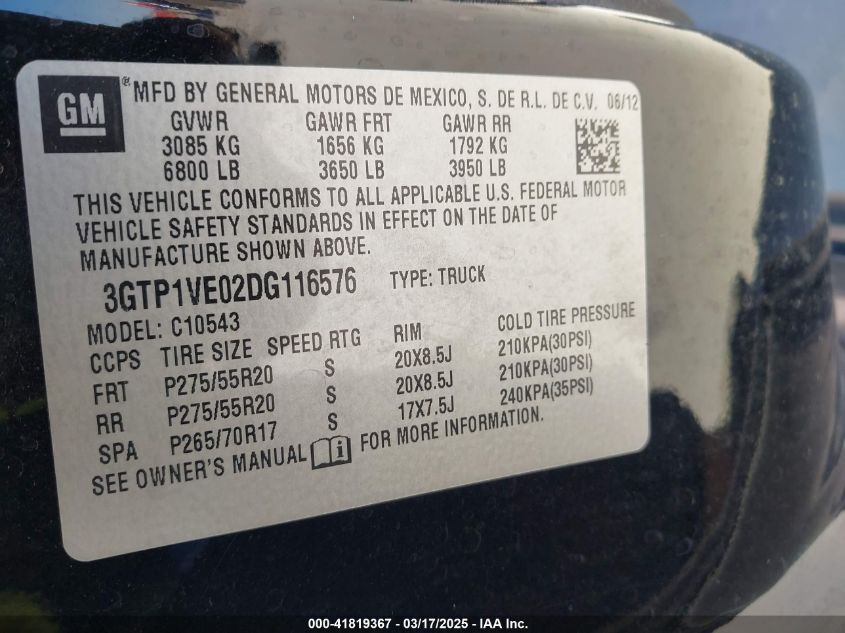 GM ® MFD BY GENERAL MOTORS DE MEXICO, S. DE R.L. DE C.V. 06/12
GVWR GAWR FRT GAWR RR
3085 KG 1656 KG 1792 KG
6800 LB 3650 LB 3950 LB
THIS VEHICLE CONFORMS TO ALL APPLICABLE U.S. FEDERAL MOTOR
VEHICLE SAFETY STANDARDS IN EFFECT ON THE DATE OF
MANUFACTURE SHOWN ABOVE.
3GTP1VE02DG116576 TYPE: TRUCK
MODEL: C10543
CCPS TIRE SIZE SPEED RTG RIM COLD TIRE PRESSURE
FRT P275/55R20 S 20X8.5J 210KPA(30PSI)
RR P275/55R20 S 20X8.5J 210KPA(30PSI)
SPA P265/70R17 S 17X7.5J 240KPA(35PSI)
SEE OWNER'S MANUAL i FOR MORE INFORMATION.
000-41819367 - 03/17/2025 - IAA Inc.